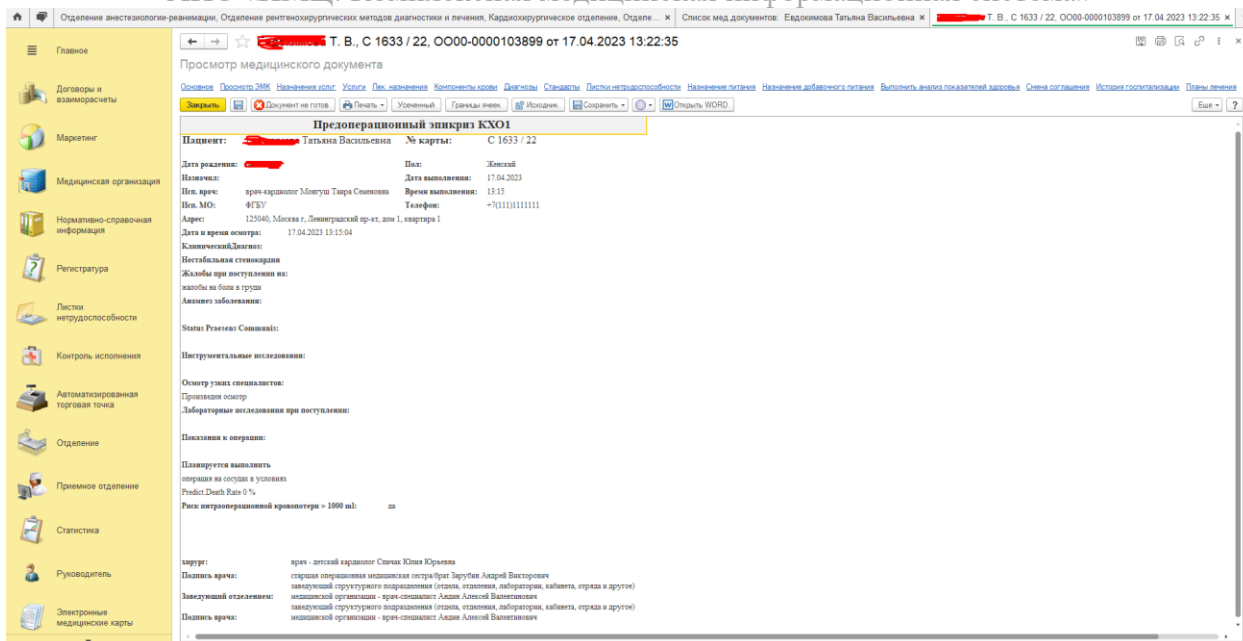 Отделение анестезиологии-реанимации, Отделение рентгенохирургических методов диагностики и лечения, Кардиохирургическое отделение, Отделе... × Список мед.документов: Евдокимова Татьяна Васильевна × Т. В., С 1633 / 22, ОО00-0000103899 от 17.04.2023 13:22:35 ×
Т. В., С 1633 / 22, ОО00-0000103899 от 17.04.2023 13:22:35
Просмотр медицинского документа
Основное Просмотр ЭМК Назначения услуг Услуги Лек. назначения Компоненты крови Диагнозы Стандарты Листки нетрудоспособности Назначение питания Назначение добавочного питания Выполнить анализ показателей здоровья Смена соглашения История госпитализации Планы лечения
Закрыть Документ не готов Печать Усеченный Границы ячеек Исходник Сохранить Открыть WORD Еще ?
Главное
Договоры и взаиморасчеты
Маркетинг
Медицинская организация
Нормативно-справочная информация
Регистратура
Листки нетрудоспособности
Контроль исполнения
Автоматизированная торговая точка
Отделение
Приемное отделение
Статистика
Руководитель
Электронные медицинские карты
Предоперационный эпикриз КХО1
Пациент: Татьяна Васильевна № карты: С 1633 / 22
Дата рождения: Пол: Женский
Назначил: Дата выполнения: 17.04.2023
Исп. врач: врач-кардиолог Монгуш Таира Семеновна Время выполнения: 13:15
Исп. МО: ФГБУ Телефон: +7(111)1111111
Адрес: 125040, Москва г, Ленинградский пр-кт, дом 1, квартира 1
Дата и время осмотра: 17.04.2023 13:15:04
КлиническийДиагноз:
Нестабильная стенокардия
Жалобы при поступлении на:
жалобы на боли в груди
Анамнез заболевания:
Status Praesens Communis:
Инструментальные исследования:
Осмотр узких специалистов:
Произведен осмотр
Лабораторные исследования при поступлении:
Показания к операции:
Планируется выполнить
операция на сосудах в условиях
Predict.Death Rate 0 %
Риск интраоперационной кровопотери > 1000 ml: да
хирург: врач - детский кардиолог Спичак Юлия Юрьевна
Подпись врача: старшая операционная медицинская сестра/брат Зарубин Андрей Викторович
заведующий структурного подразделения (отдела, отделения, лаборатории, кабинета, отряда и другое)
Заведующий отделением: медицинской организации - врач-специалист Андин Алексей Валентинович
заведующий структурного подразделения (отдела, отделения, лаборатории, кабинета, отряда и другое)
Подпись врача: медицинской организации - врач-специалист Андин Алексей Валентинович